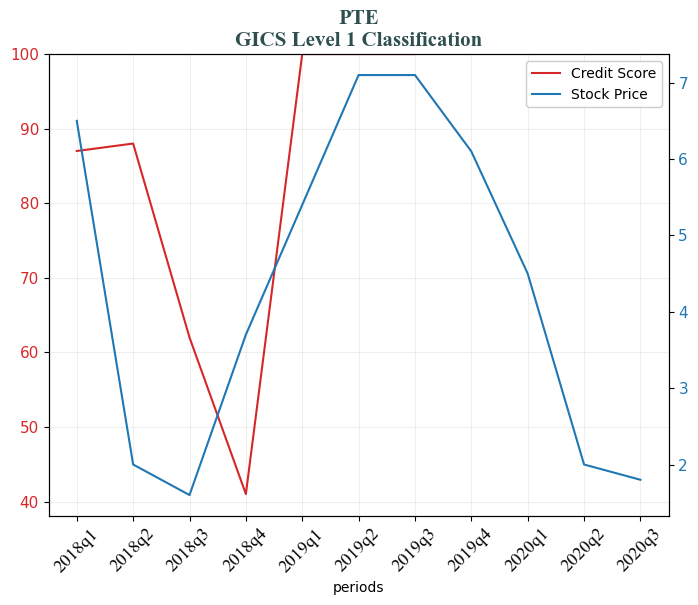 PTE
GICS Level 1 Classification
Credit Score
Stock Price
100
90
80
70
60
50
40
7
6
5
4
3
2
2018q1
2018q2
2018q3
2018q4
2019q1
2019q2
2019q3
2019q4
2020q1
2020q2
2020q3
periods